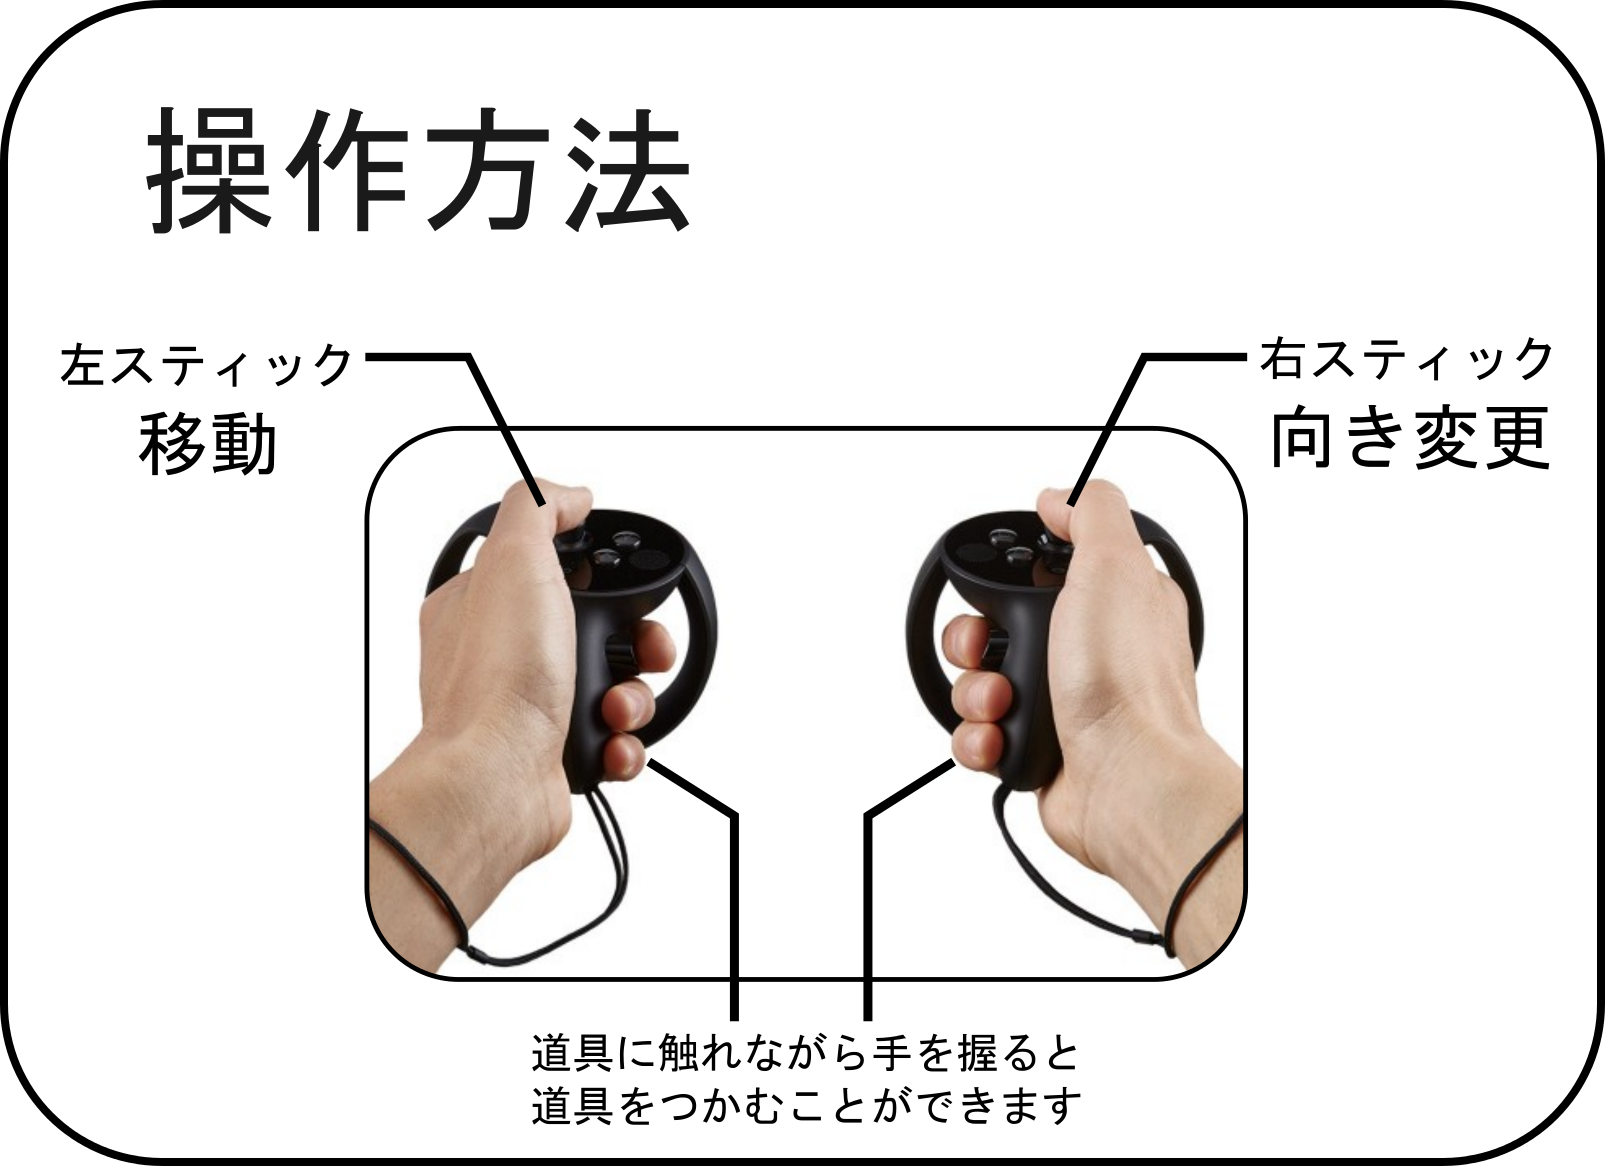 操作方法
左スティック
移動
右スティック
向き変更
道具に触れながら手を握ると
道具をつかむことができます